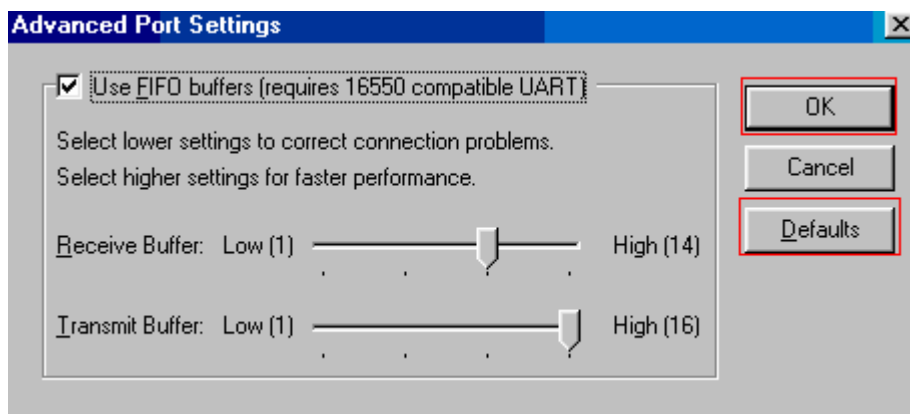 Advanced Port Settings
Use FIFO buffers (requires 16550 compatible UART)
Select lower settings to correct connection problems.
Select higher settings for faster performance.
Receive Buffer: Low (1) High (14)
Transmit Buffer: Low (1) High (16)
OK
Cancel
Defaults